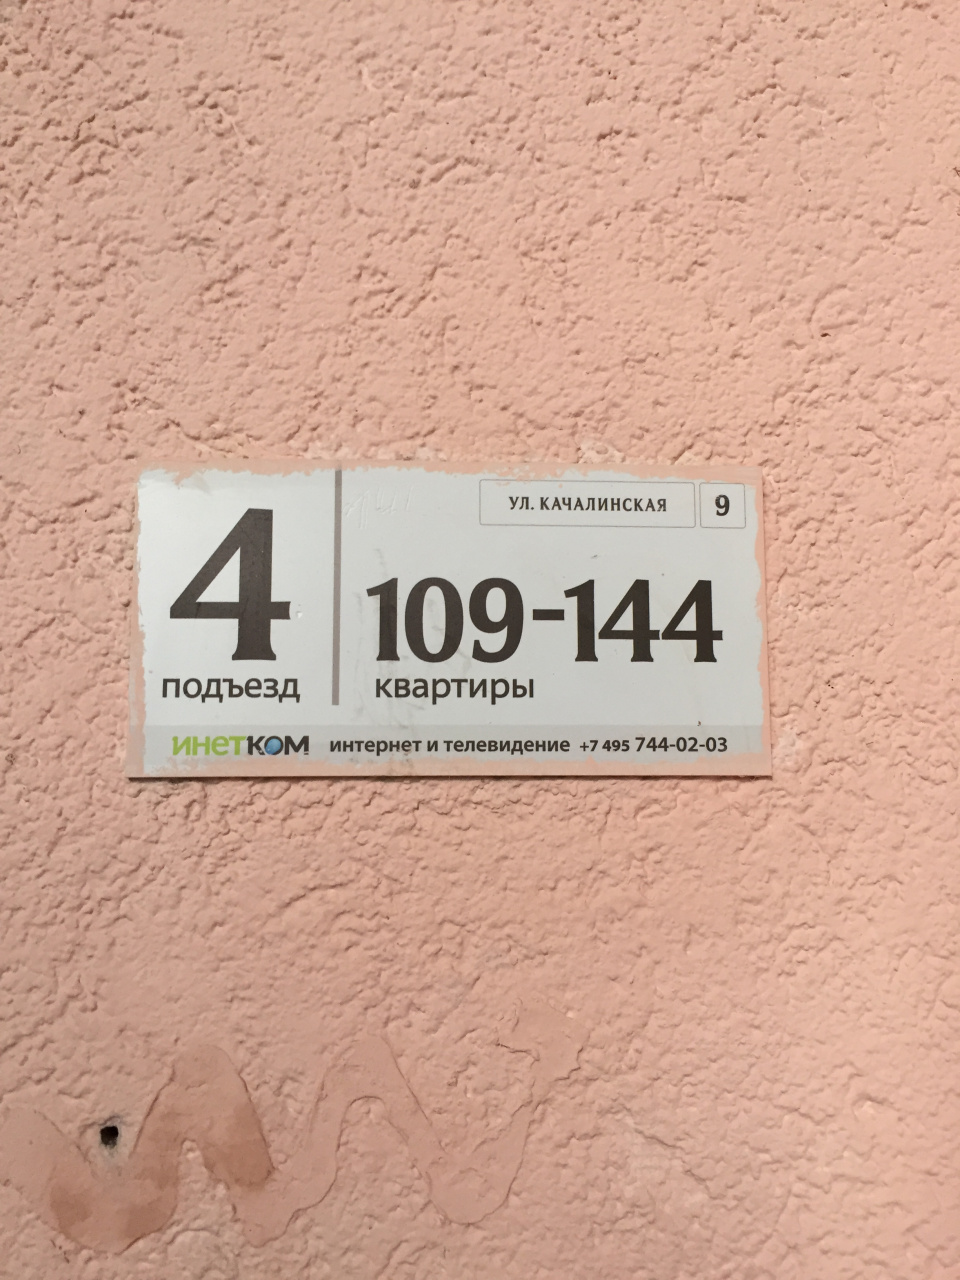 УЛ. КАЧАЛИНСКАЯ 9
4
подъезд
109-144
квартиры
инетком интернет и телевидение +7 495 744-02-03